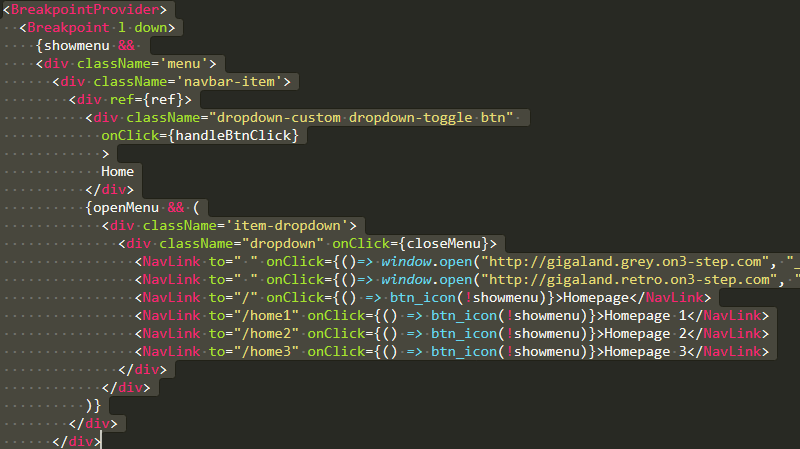 <BreakpointProvider>
<Breakpoint l down>
{showmenu &&
<div className='menu'>
<div className='navbar-item'>
<div ref={ref}>
<div className="dropdown-custom dropdown-toggle btn"
onClick={handleBtnClick}
>
Home
</div>
{openMenu && (
<div className='item-dropdown'>
<div className="dropdown" onClick={closeMenu}>
<NavLink to=" " onClick={()=> window.open("http://gigaland.grey.on3-step.com", "_
<NavLink to=" " onClick={()=> window.open("http://gigaland.retro.on3-step.com", "
<NavLink to="/" onClick={() => btn_icon(!showmenu)}>Homepage</NavLink>
<NavLink to="/home1" onClick={() => btn_icon(!showmenu)}>Homepage 1</NavLink>
<NavLink to="/home2" onClick={() => btn_icon(!showmenu)}>Homepage 2</NavLink>
<NavLink to="/home3" onClick={() => btn_icon(!showmenu)}>Homepage 3</NavLink>
</div>
</div>
)}
</div>
</div>